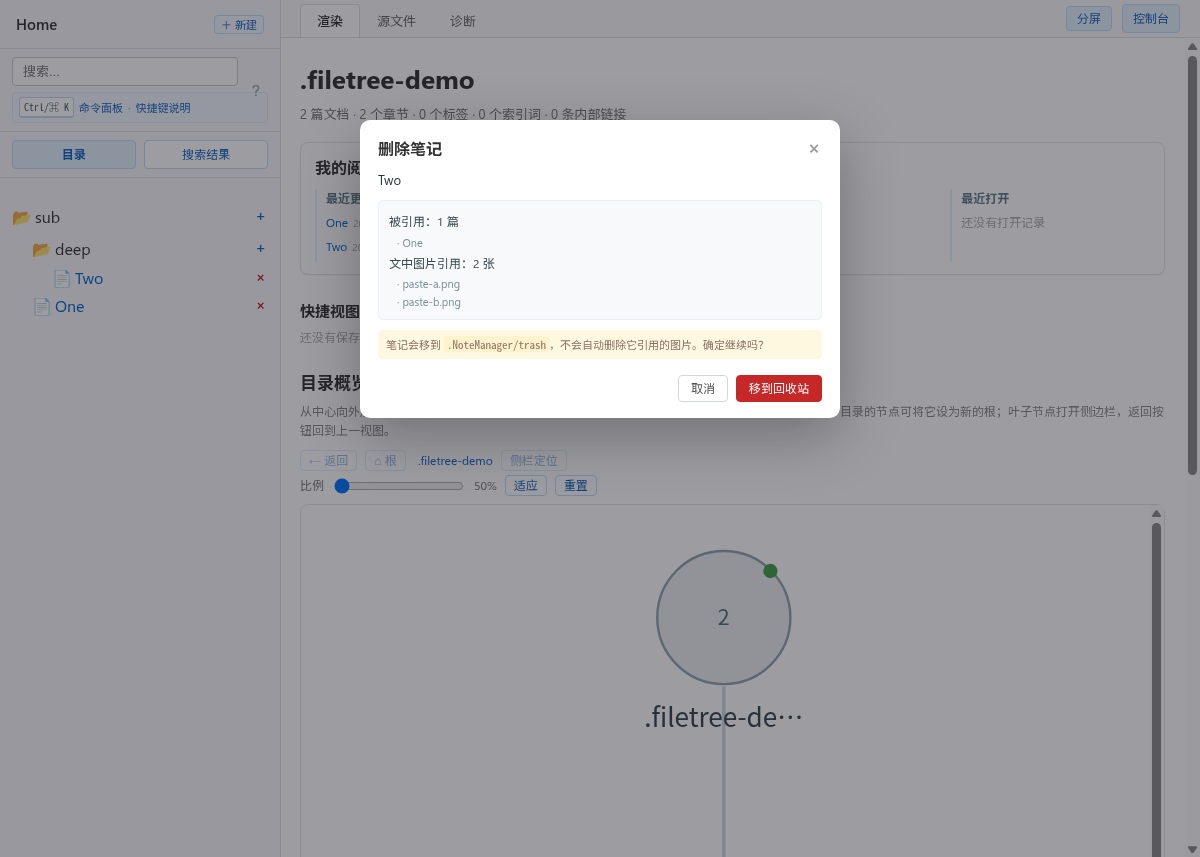 Home
+ 新建
搜索...
?
Ctrl/⌘ K 命令面板 · 快捷键说明
目录
搜索结果
📂 sub +
📂 deep +
📄 Two ×
📄 One ×
渲染
源文件
诊断
分屏
控制台
.filetree-demo
2 篇文档 · 2 个章节 · 0 个标签 · 0 个索引词 · 0 条内部链接
我的阅
最近更
One 2
Two 20
最近打开
还没有打开记录
删除笔记 ×
Two
被引用：1 篇
· One
文中图片引用：2 张
· paste-a.png
· paste-b.png
笔记会移到 .NoteManager/trash，不会自动删除它引用的图片。确定继续吗？
取消
移到回收站
快捷视图
还没有保存
目录概览
从中心向外 目录的节点可将它设为新的根；叶子节点打开侧边栏，返回按
钮回到上一视图。
← 返回
⌂ 根
.filetree-demo
侧栏定位
比例
50%
适应
重置
2
.filetree-de···